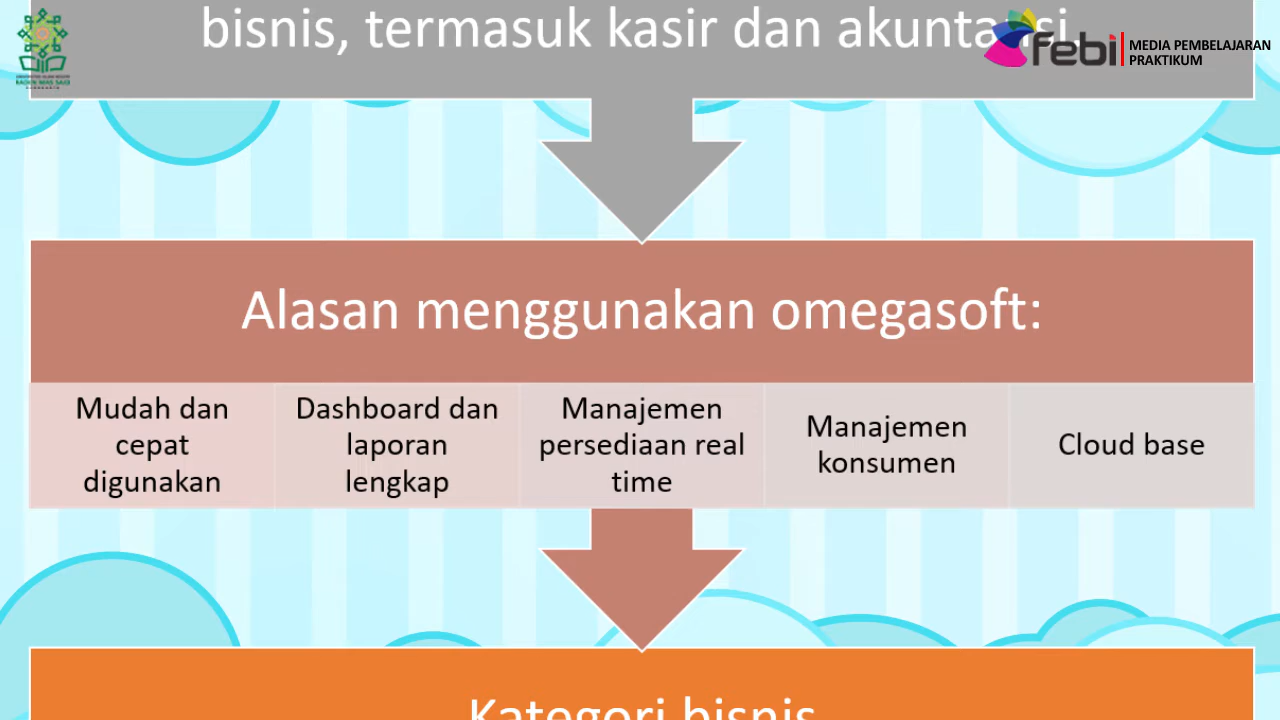 bisnis, termasuk kasir dan akuntansi
febi
MEDIA PEMBELAJARAN
PRAKTIKUM
Alasan menggunakan omegasoft:
Mudah dan
cepat
digunakan
Dashboard dan
laporan
lengkap
Manajemen
persediaan real
time
Manajemen
konsumen
Cloud base
Kategori bisnis